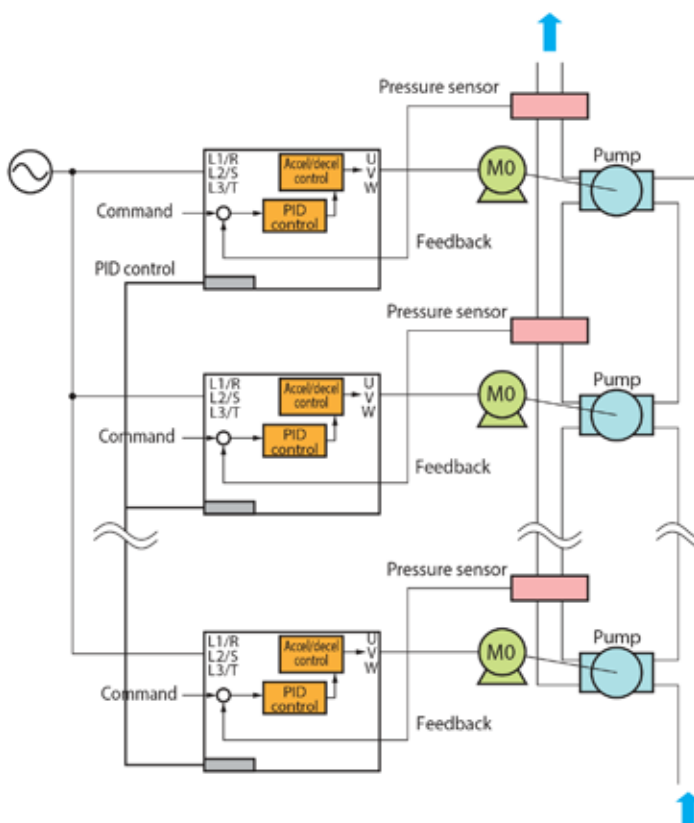 Pressure sensor
L1/R
L2/S
L3/T
Accel/decel
control
U
V
W
M0
Pump
Command
PID
control
Feedback
PID control
Pressure sensor
L1/R
L2/S
L3/T
Accel/decel
control
U
V
W
M0
Pump
Command
PID
control
Feedback
Pressure sensor
L1/R
L2/S
L3/T
Accel/decel
control
U
V
W
M0
Pump
Command
PID
control
Feedback